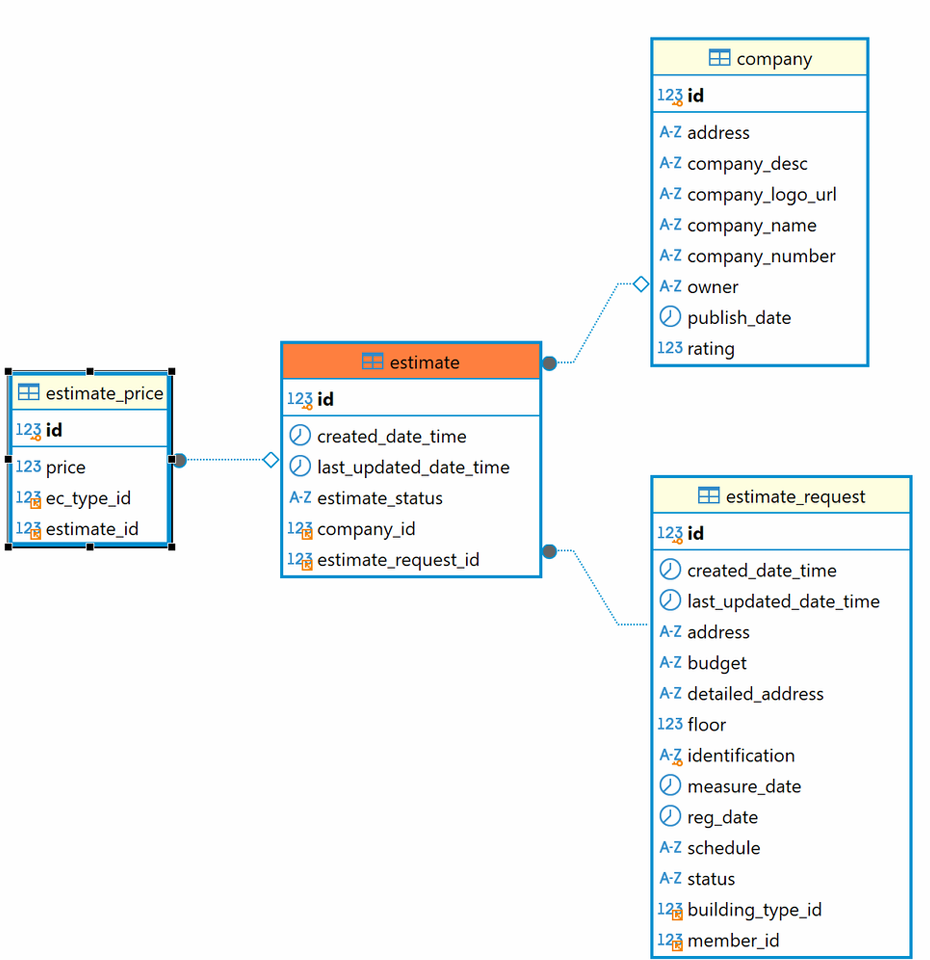 company
123 id
A-Z address
A-Z company_desc
A-Z company_logo_url
A-Z company_name
A-Z company_number
A-Z owner
publish_date
123 rating
estimate_price
123 id
123 price
123 ec_type_id
123 estimate_id
estimate
123 id
created_date_time
last_updated_date_time
A-Z estimate_status
123 company_id
123 estimate_request_id
estimate_request
123 id
created_date_time
last_updated_date_time
A-Z address
A-Z budget
A-Z detailed_address
123 floor
A-Z identification
measure_date
reg_date
A-Z schedule
A-Z status
123 building_type_id
123 member_id